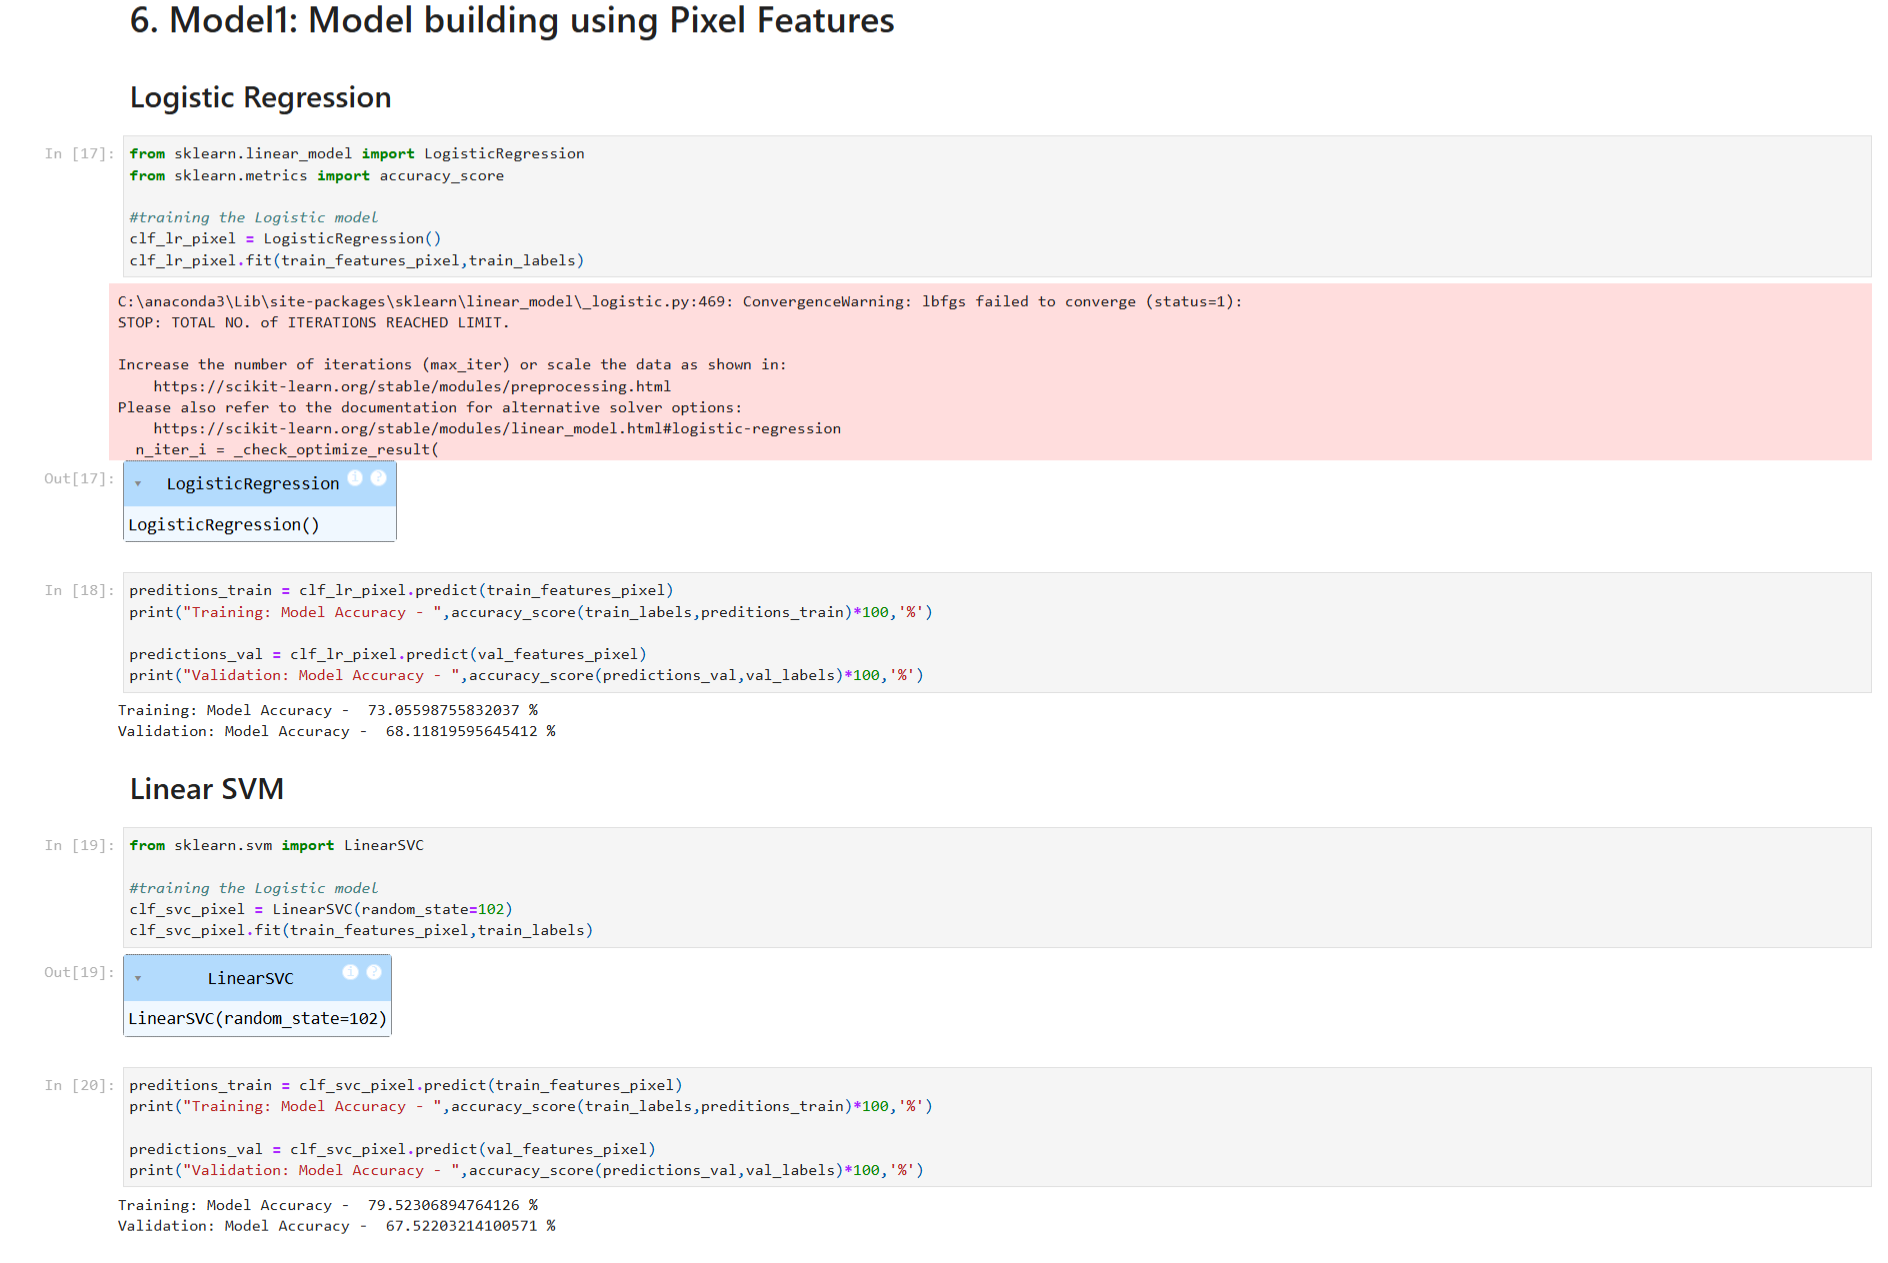 6. Model1: Model building using Pixel Features
Logistic Regression
In [17]:
from sklearn.linear_model import LogisticRegression
from sklearn.metrics import accuracy_score
#training the Logistic model
clf_lr_pixel = LogisticRegression()
clf_lr_pixel.fit(train_features_pixel,train_labels)
C:\anaconda3\Lib\site-packages\sklearn\linear_model\_logistic.py:469: ConvergenceWarning: lbfgs failed to converge (status=1):
STOP: TOTAL NO. of ITERATIONS REACHED LIMIT.
Increase the number of iterations (max_iter) or scale the data as shown in:
https://scikit-learn.org/stable/modules/preprocessing.html
Please also refer to the documentation for alternative solver options:
https://scikit-learn.org/stable/modules/linear_model.html#logistic-regression
n_iter_i = _check_optimize_result(
Out[17]:
LogisticRegression i ?
LogisticRegression()
In [18]:
preditions_train = clf_lr_pixel.predict(train_features_pixel)
print("Training: Model Accuracy - ",accuracy_score(train_labels,preditions_train)*100,'%')
predictions_val = clf_lr_pixel.predict(val_features_pixel)
print("Validation: Model Accuracy - ",accuracy_score(predictions_val,val_labels)*100,'%')
Training: Model Accuracy -  73.05598755832037 %
Validation: Model Accuracy -  68.11819595645412 %
Linear SVM
In [19]:
from sklearn.svm import LinearSVC
#training the Logistic model
clf_svc_pixel = LinearSVC(random_state=102)
clf_svc_pixel.fit(train_features_pixel,train_labels)
Out[19]:
LinearSVC i ?
LinearSVC(random_state=102)
In [20]:
preditions_train = clf_svc_pixel.predict(train_features_pixel)
print("Training: Model Accuracy - ",accuracy_score(train_labels,preditions_train)*100,'%')
predictions_val = clf_svc_pixel.predict(val_features_pixel)
print("Validation: Model Accuracy - ",accuracy_score(predictions_val,val_labels)*100,'%')
Training: Model Accuracy -  79.52306894764126 %
Validation: Model Accuracy -  67.52203214100571 %